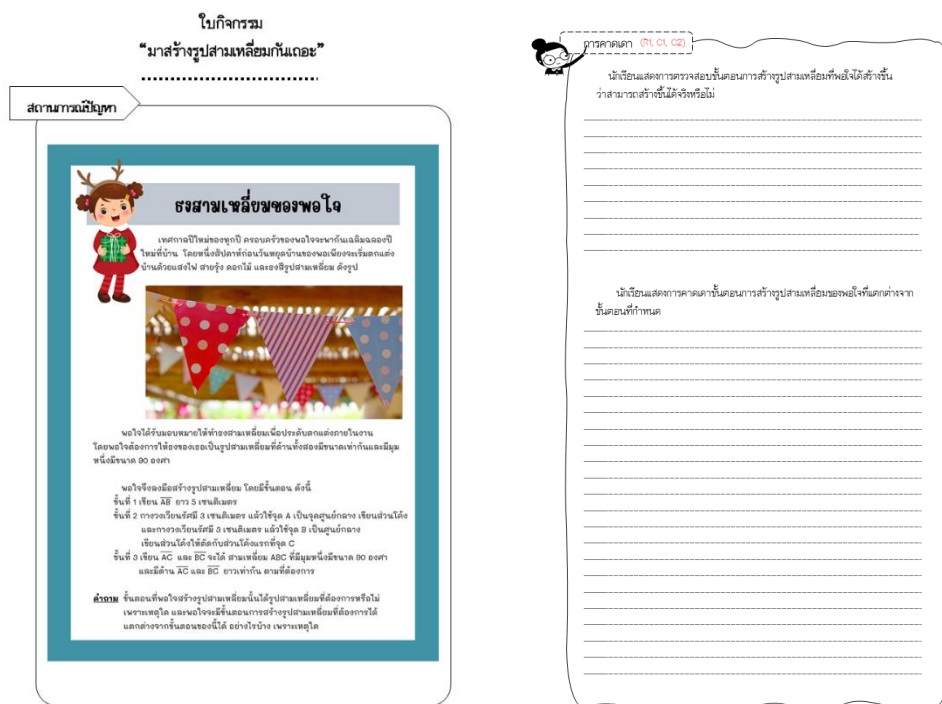 ใบกิจกรรม
“มาสร้างรูปสามเหลี่ยมกันเถอะ”
สถานการณ์ปัญหา
ธงสามเหลี่ยมของพอใจ
เทศกาลปีใหม่ของทุกปี ครอบครัวของพอใจจะพากันเฉลิมฉลองปี
ใหม่ที่บ้าน โดยหนึ่งสัปดาห์ก่อนวันหยุดบ้านของพอเพียงจะเริ่มตกแต่ง
บ้านด้วยแสงไฟ สายรุ้ง ดอกไม้ และธงสีรูปสามเหลี่ยม ดังรูป
พอใจได้รับมอบหมายให้ทำธงสามเหลี่ยมเพื่อประดับตกแต่งภายในงาน
โดยพอใจต้องการให้ธงของเธอเป็นรูปสามเหลี่ยมที่ด้านทั้งสองมีขนาดเท่ากันและมีมุม
หนึ่งมีขนาด 90 องศา
พอใจจึงลงมือสร้างรูปสามเหลี่ยม โดยมีขั้นตอน ดังนี้
ขั้นที่ 1 เขียน A̅B̅ ยาว 5 เซนติเมตร
ขั้นที่ 2 กางวงเวียนรัศมี 3 เซนติเมตร แล้วใช้จุด A เป็นจุดศูนย์กลาง เขียนส่วนโค้ง
และกางวงเวียนรัศมี 3 เซนติเมตร แล้วใช้จุด B เป็นศูนย์กลาง
เขียนส่วนโค้งให้ตัดกับส่วนโค้งแรกที่จุด C
ขั้นที่ 3 เขียน A̅C̅ และ B̅C̅ จะได้ สามเหลี่ยม ABC ที่มีมุมหนึ่งมีขนาด 90 องศา
และมีด้าน A̅C̅ และ B̅C̅ ยาวเท่ากัน ตามที่ต้องการ
คำถาม ขั้นตอนที่พอใจสร้างรูปสามเหลี่ยมนั้นได้รูปสามเหลี่ยมที่ต้องการหรือไม่
เพราะเหตุใด และพอใจจะมีขั้นตอนการสร้างรูปสามเหลี่ยมที่ต้องการได้
แตกต่างจากขั้นตอนของนี้ได้ อย่างไรบ้าง เพราะเหตุใด
การคาดเดา (R1, C1, C2)
นักเรียนแสดงการตรวจสอบขั้นตอนการสร้างรูปสามเหลี่ยมที่พอใจได้สร้างขึ้น
ว่าสามารถสร้างขึ้นได้จริงหรือไม่
นักเรียนแสดงการคาดเดาขั้นตอนการสร้างรูปสามเหลี่ยมของพอใจที่แตกต่างจาก
ขั้นตอนที่กำหนด